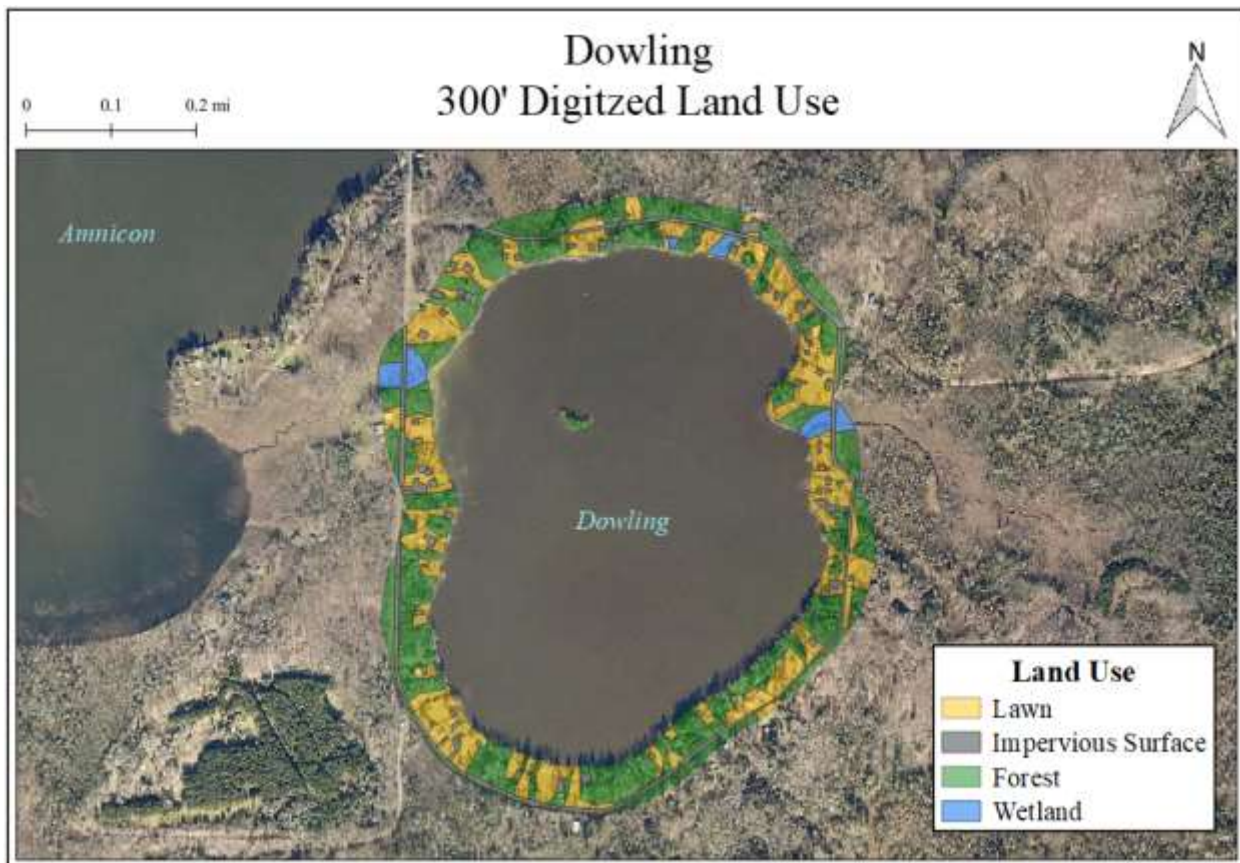 Dowling
300' Digitzed Land Use
N
0 0.1 0.2 mi
Amnicon
Dowling
Land Use
Lawn
Impervious Surface
Forest
Wetland